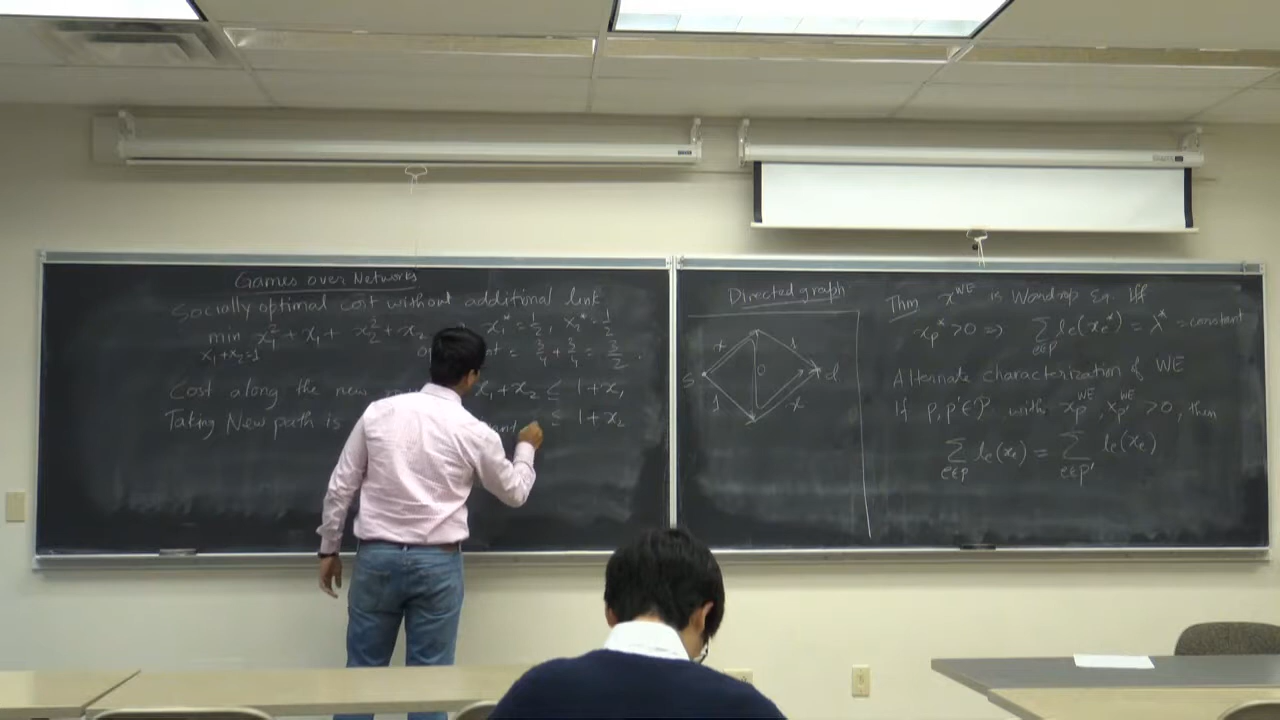 Games over Networks
Socially optimal cost without additional link
min x₁² + x₁ + x₂² + x₂ x₁* = 1/2, x₂* = 1/2
x₁+x₂=1
= 3/4 + 3/4 = 3/2.
Cost along the new x₁ + x₂ ≤ 1 + x₁
Taking New path is ≤ 1 + x₂
Directed graph
x 1
S 0 d
1 x
Thm x^WE is Wardrop Eq. Iff
x_p* > 0 ⇒ ∑_{e∈p} l_e(x_e*) = λ* = constant
Alternate characterization of WE
If p, p' ∈ P with x_p^WE, x_p'^WE > 0, then
∑_{e∈p} l_e(x_e) = ∑_{e∈p'} l_e(x_e)